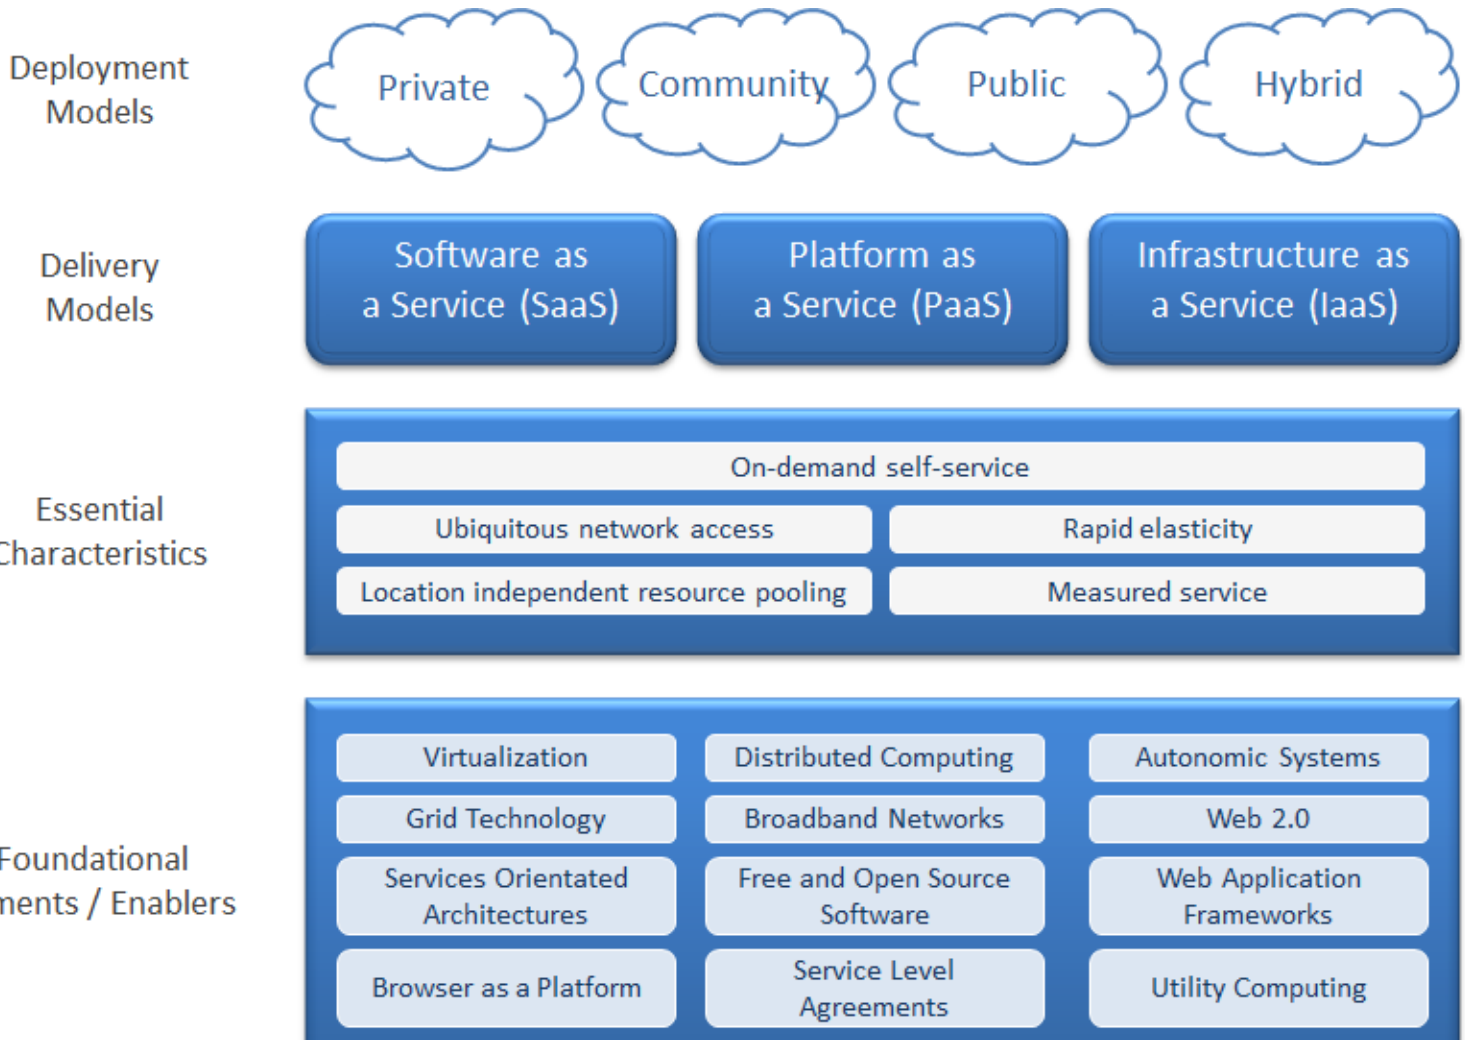 Deployment
Models
Private
Community
Public
Hybrid
Delivery
Models
Software as
a Service (SaaS)
Platform as
a Service (PaaS)
Infrastructure as
a Service (IaaS)
Essential
Characteristics
On-demand self-service
Ubiquitous network access
Rapid elasticity
Location independent resource pooling
Measured service
Foundational
/ Enablers
Virtualization
Distributed Computing
Autonomic Systems
Grid Technology
Broadband Networks
Web 2.0
Services Orientated
Architectures
Free and Open Source
Software
Web Application
Frameworks
Browser as a Platform
Service Level
Agreements
Utility Computing